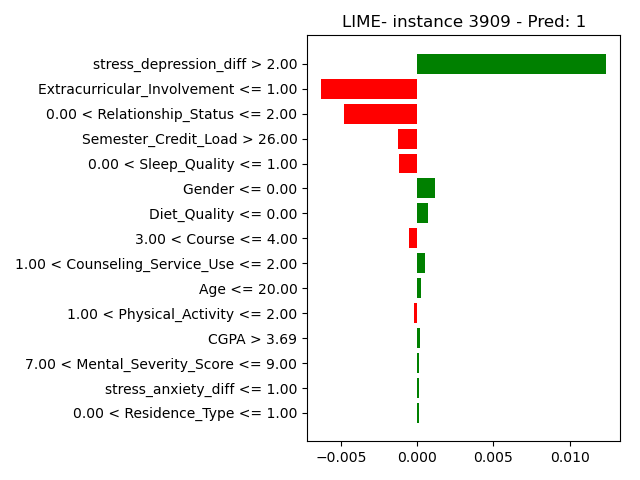 LIME- instance 3909 - Pred: 1
stress_depression_diff > 2.00
Extracurricular_Involvement <= 1.00
0.00 < Relationship_Status <= 2.00
Semester_Credit_Load > 26.00
0.00 < Sleep_Quality <= 1.00
Gender <= 0.00
Diet_Quality <= 0.00
3.00 < Course <= 4.00
1.00 < Counseling_Service_Use <= 2.00
Age <= 20.00
1.00 < Physical_Activity <= 2.00
CGPA > 3.69
7.00 < Mental_Severity_Score <= 9.00
stress_anxiety_diff <= 1.00
0.00 < Residence_Type <= 1.00
−0.005 0.000 0.005 0.010